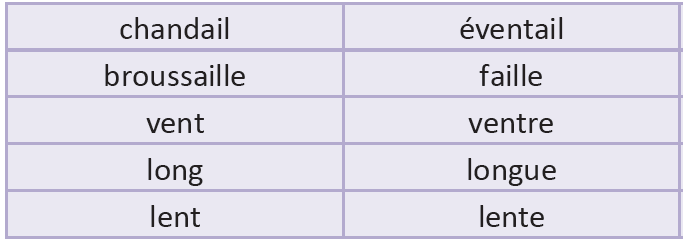 chandail éventail
broussaille faille
vent ventre
long longue
lent lente